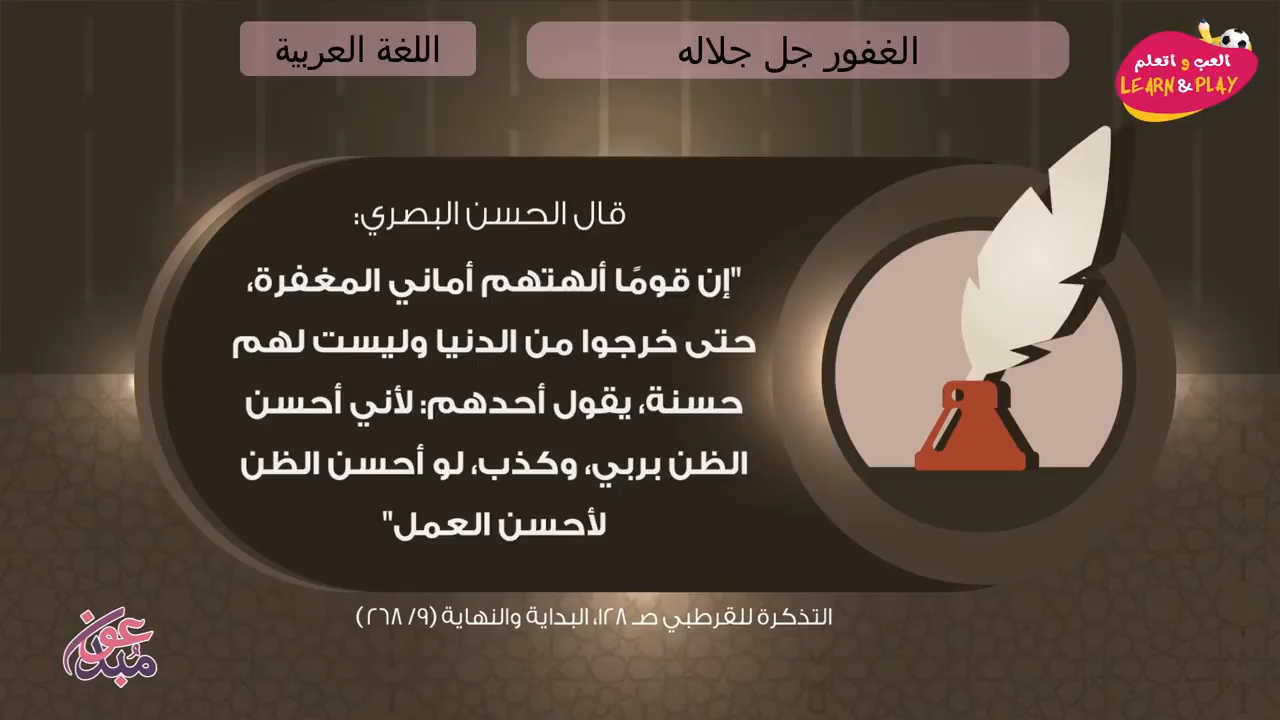 الغفور جل جلاله
اللغة العربية
العب و اتعلم
LEARN & PLAY
قال الحسن البصري:
"إن قومًا ألهتهم أماني المغفرة،
حتى خرجوا من الدنيا وليست لهم
حسنة، يقول أحدهم: لأني أحسن
الظن بربي، وكذب، لو أحسن الظن
لأحسن العمل"
التذكرة للقرطبي صـ ١٢٨، البداية والنهاية (٩/ ٢٦٨)
مبدعون